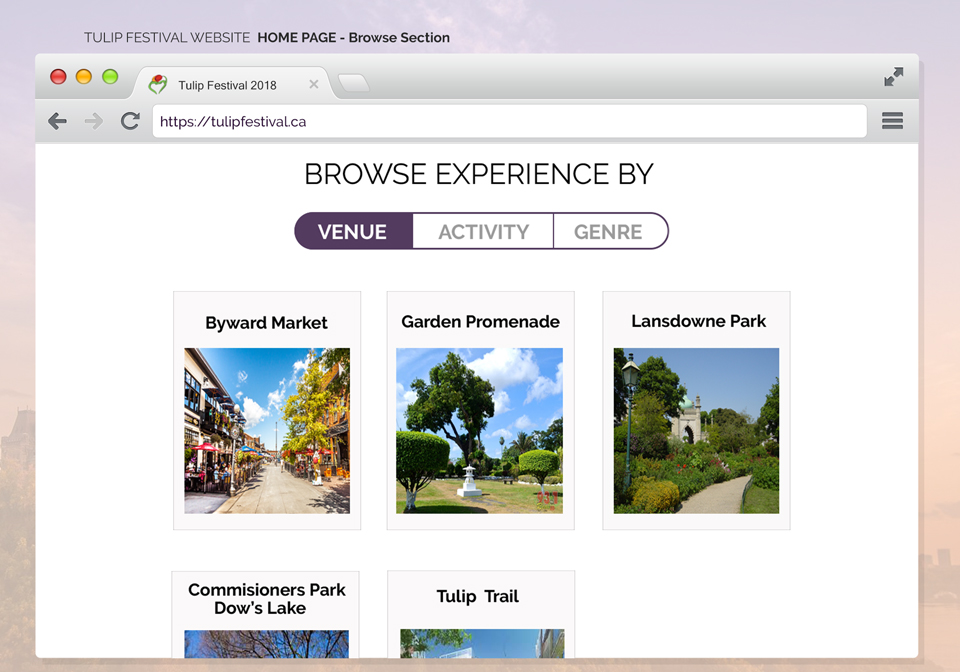 TULIP FESTIVAL WEBSITE HOME PAGE - Browse Section
Tulip Festival 2018
https://tulipfestival.ca
BROWSE EXPERIENCE BY
VENUE ACTIVITY GENRE
Byward Market
Garden Promenade
Lansdowne Park
Commisioners Park
Dow's Lake
Tulip Trail